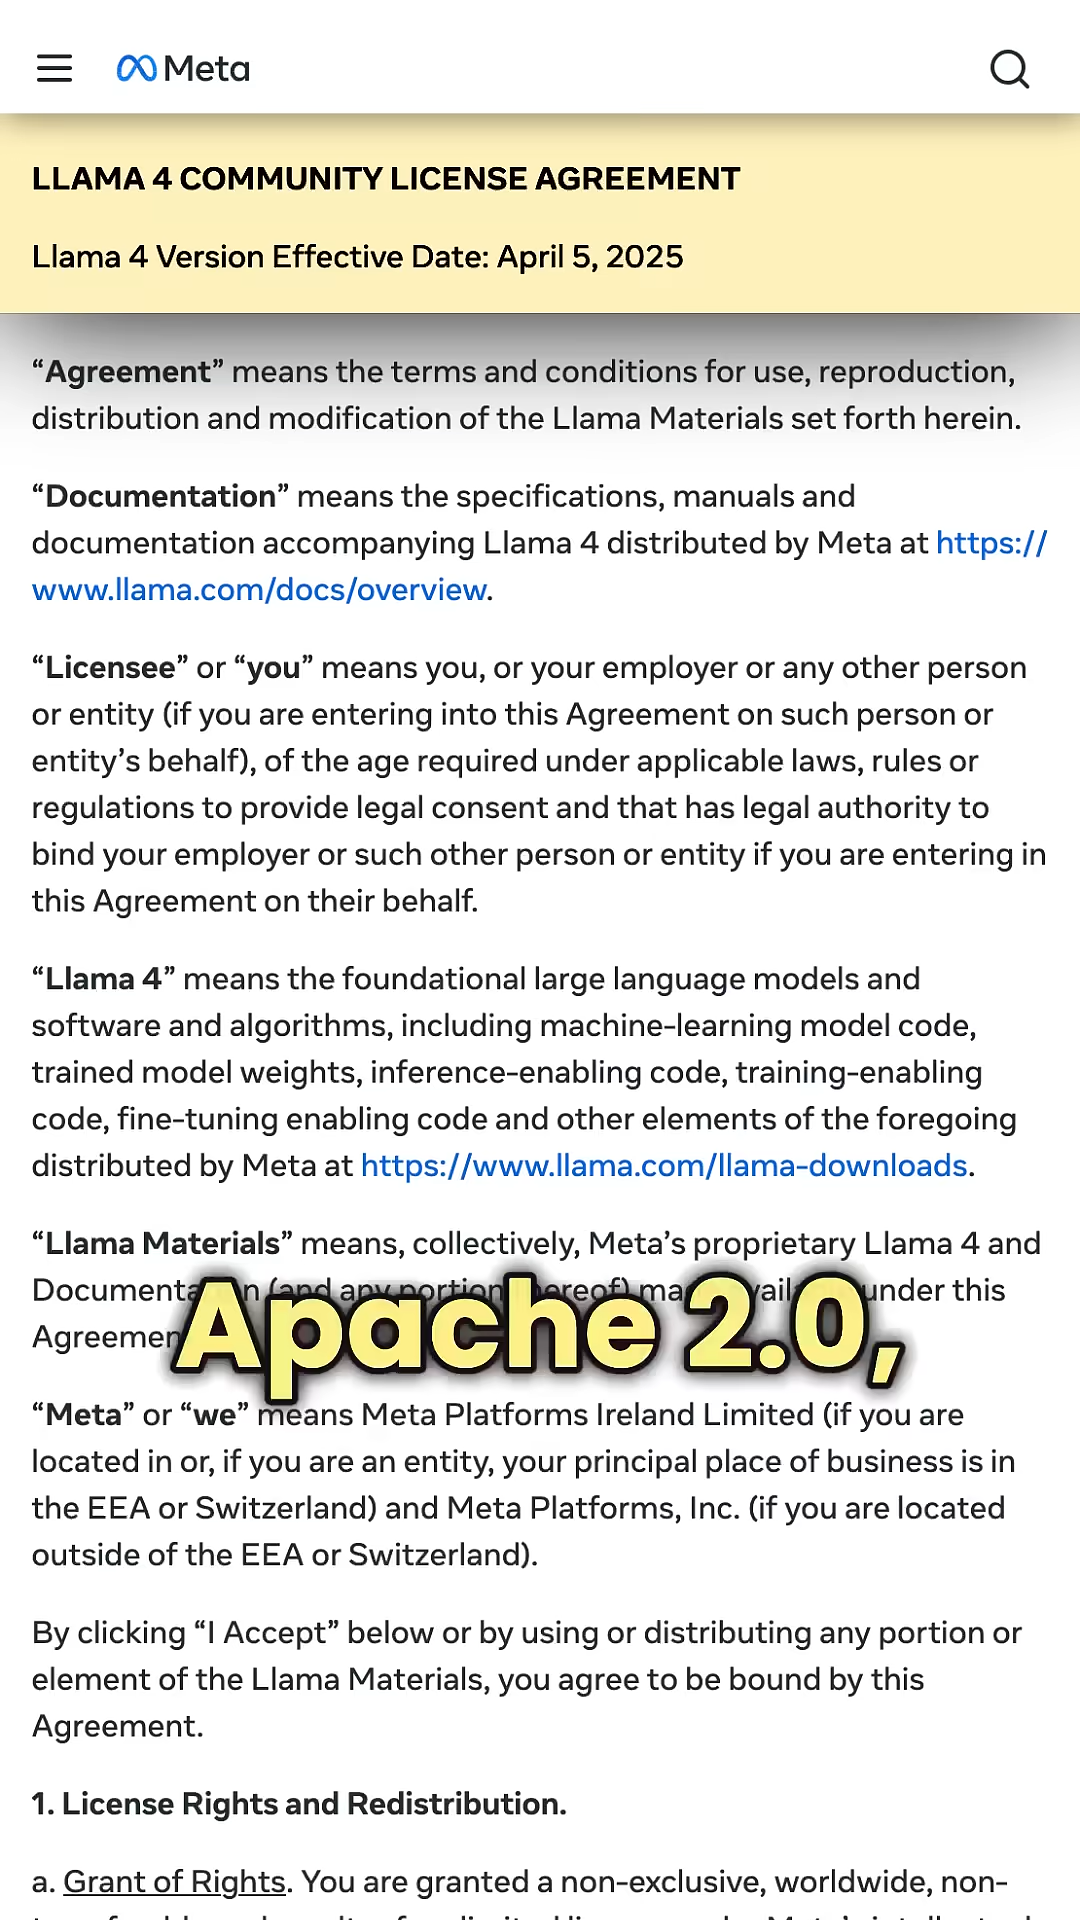 Meta
LLAMA 4 COMMUNITY LICENSE AGREEMENT
Llama 4 Version Effective Date: April 5, 2025
“Agreement” means the terms and conditions for use, reproduction,
distribution and modification of the Llama Materials set forth herein.
“Documentation” means the specifications, manuals and
documentation accompanying Llama 4 distributed by Meta at https://
www.llama.com/docs/overview.
“Licensee” or “you” means you, or your employer or any other person
or entity (if you are entering into this Agreement on such person or
entity’s behalf), of the age required under applicable laws, rules or
regulations to provide legal consent and that has legal authority to
bind your employer or such other person or entity if you are entering in
this Agreement on their behalf.
“Llama 4” means the foundational large language models and
software and algorithms, including machine-learning model code,
trained model weights, inference-enabling code, training-enabling
code, fine-tuning enabling code and other elements of the foregoing
distributed by Meta at https://www.llama.com/llama-downloads.
“Llama Materials” means, collectively, Meta’s proprietary Llama 4 and
(and any portion under this
Apache 2.0,
“Meta” or “we” means Meta Platforms Ireland Limited (if you are
located in or, if you are an entity, your principal place of business is in
the EEA or Switzerland) and Meta Platforms, Inc. (if you are located
outside of the EEA or Switzerland).
By clicking “I Accept” below or by using or distributing any portion or
element of the Llama Materials, you agree to be bound by this
Agreement.
1. License Rights and Redistribution.
a. Grant of Rights. You are granted a non-exclusive, worldwide, non-